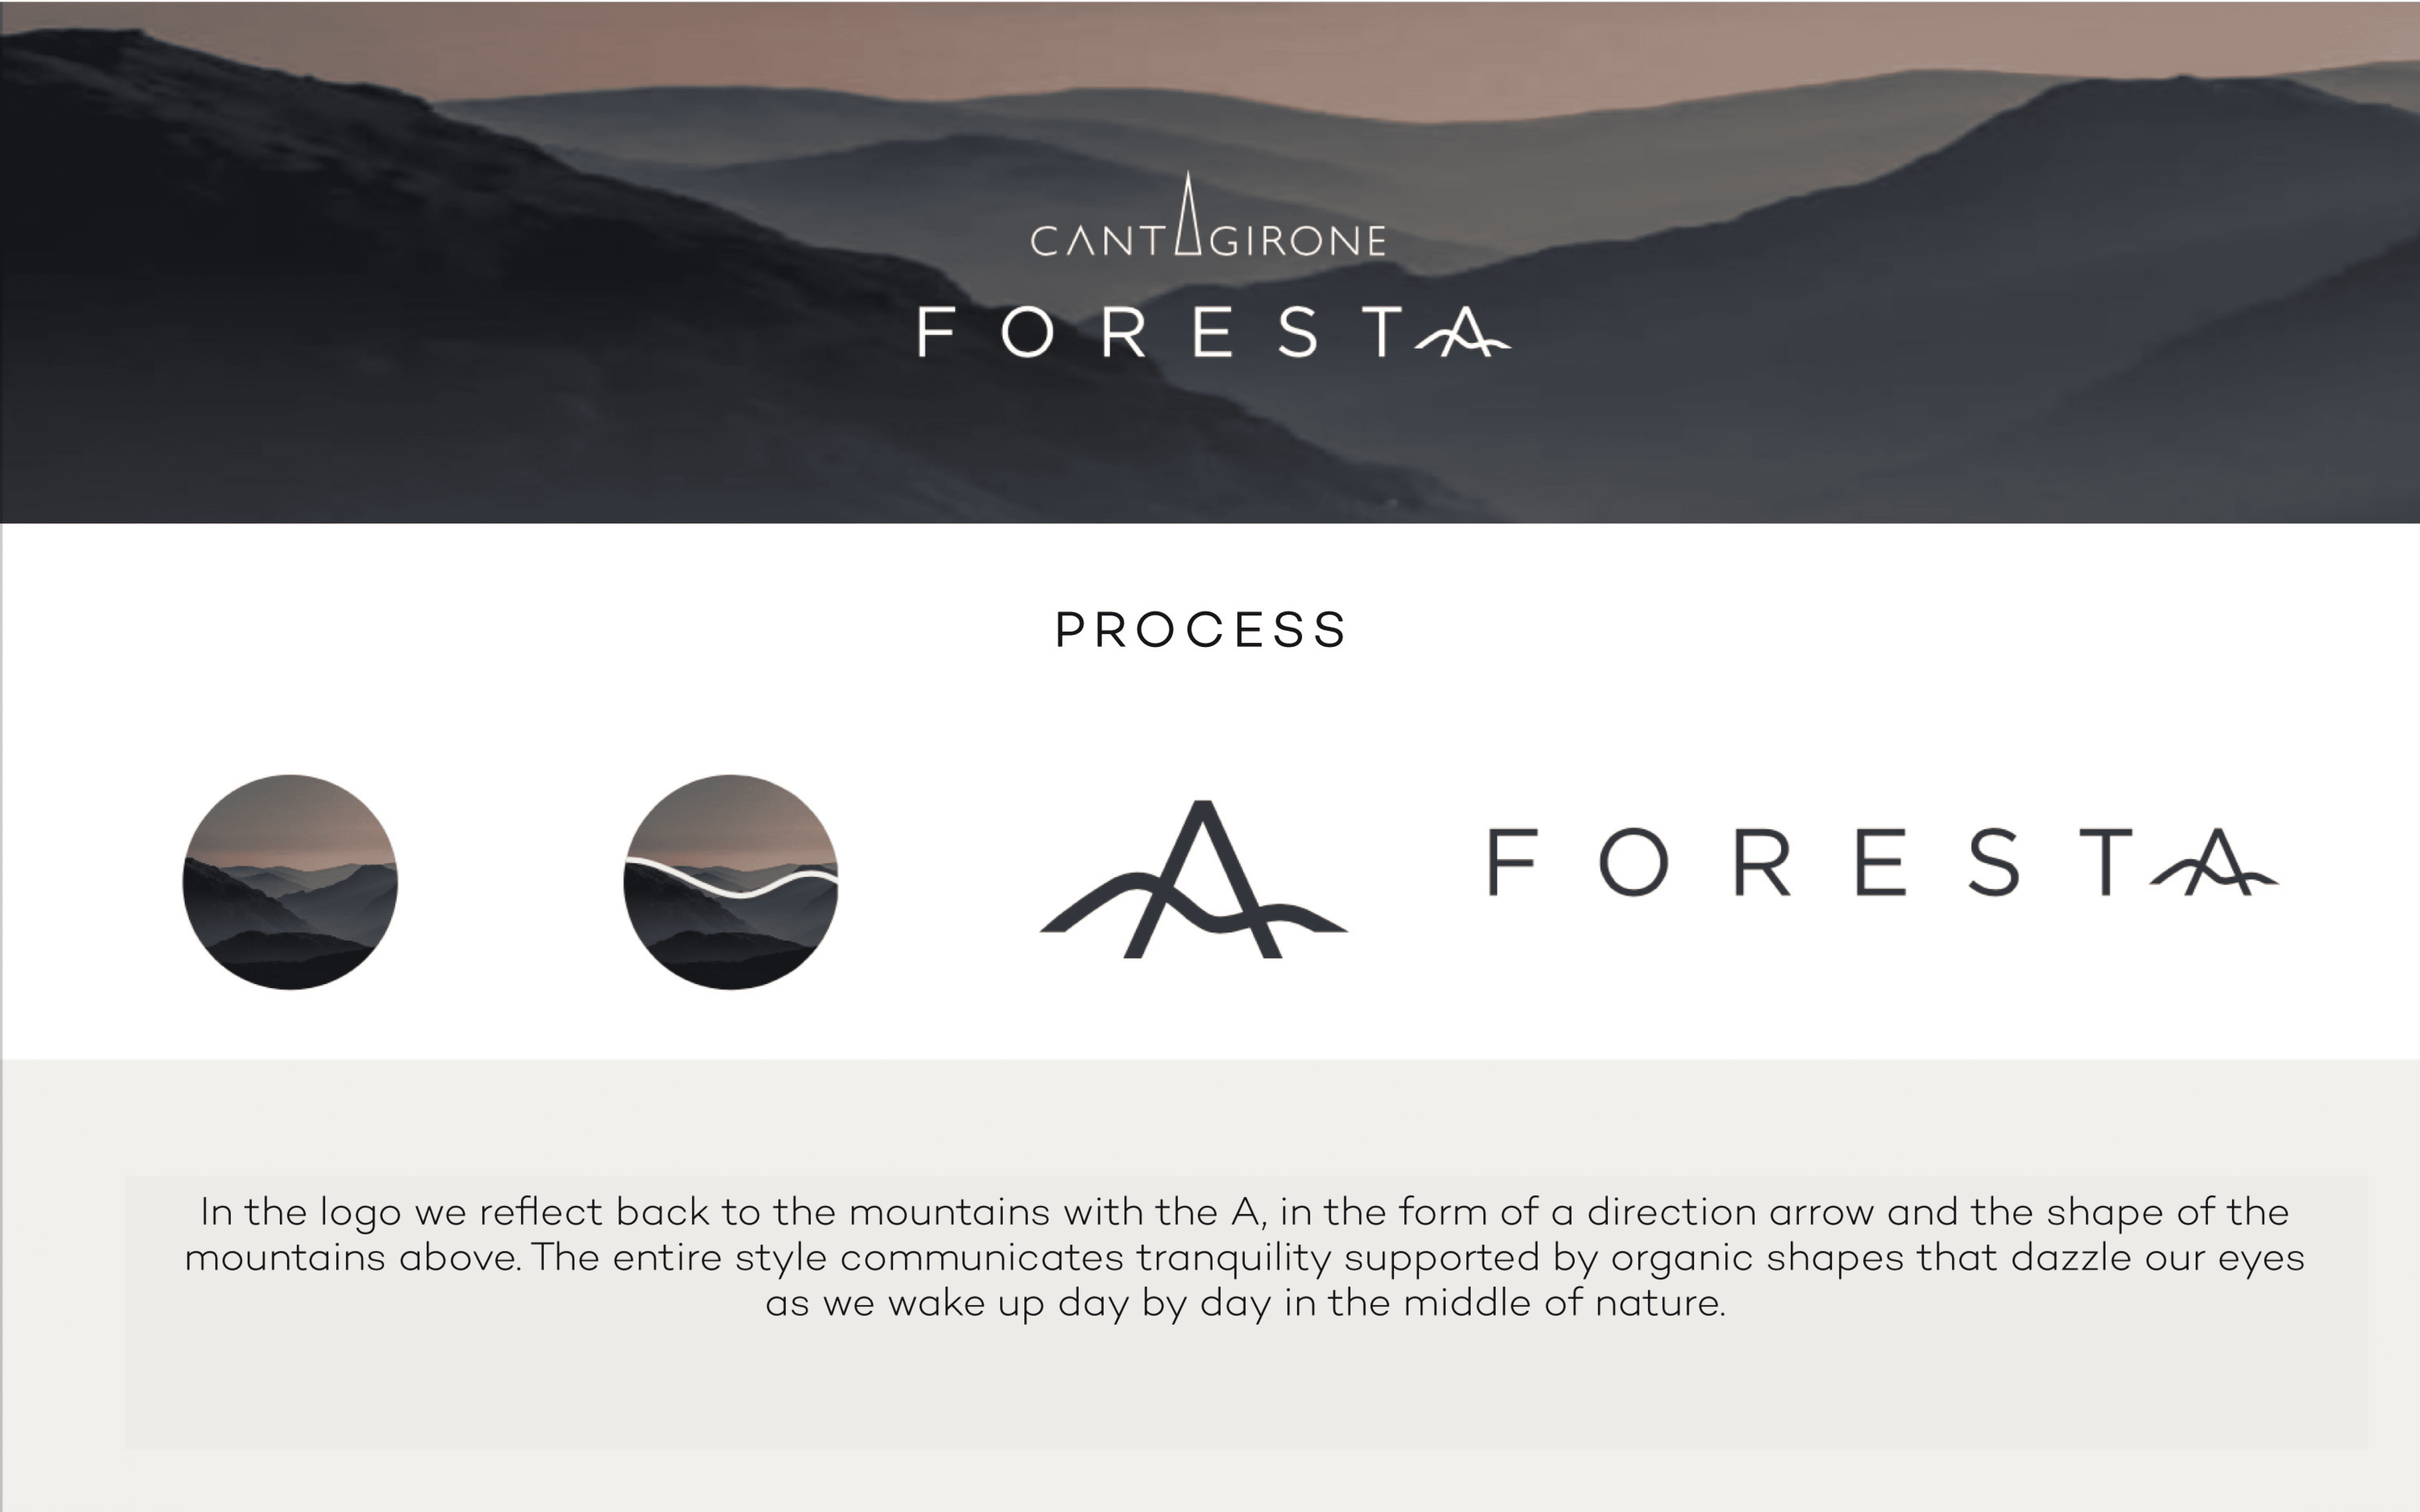 CANTAGIRONE
FORESTA
PROCESS
A
FORESTA
In the logo we reflect back to the mountains with the A, in the form of a direction arrow and the shape of the
mountains above. The entire style communicates tranquility supported by organic shapes that dazzle our eyes
as we wake up day by day in the middle of nature.